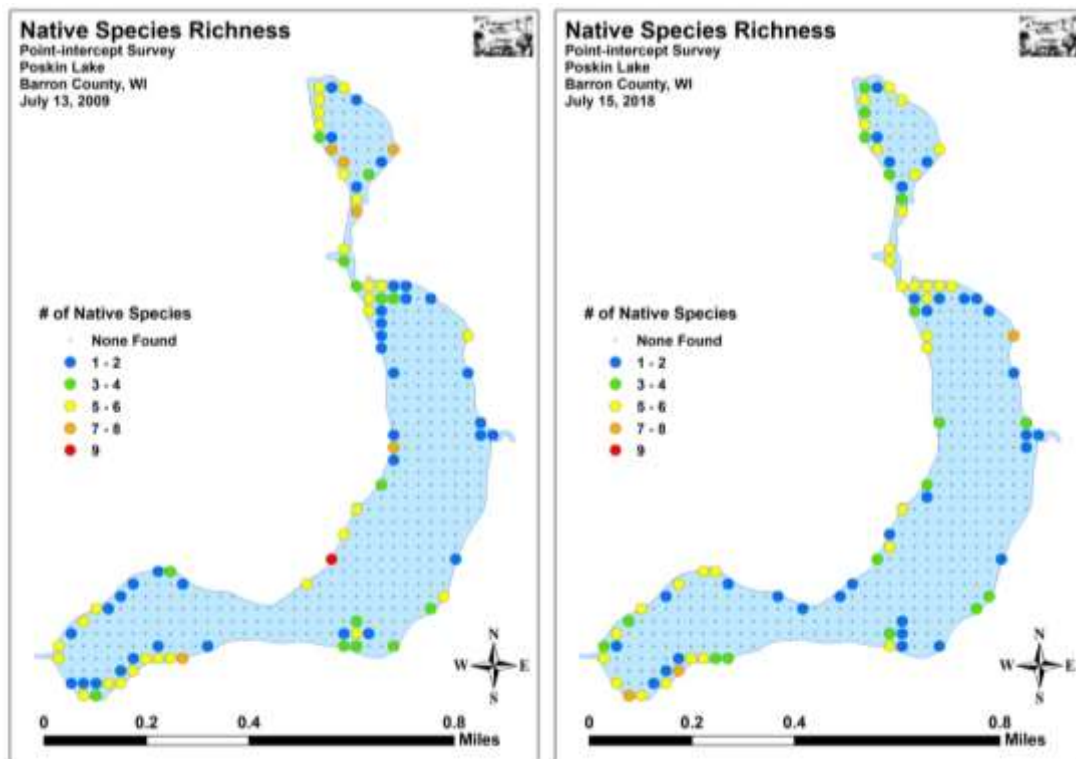 Native Species Richness
Point-intercept Survey
Poskin Lake
Barron County, WI
July 13, 2009
# of Native Species
None Found
1 - 2
3 - 4
5 - 6
7 - 8
9
N
W E
S
0 0.2 0.4 0.8
Miles
Native Species Richness
Point-intercept Survey
Poskin Lake
Barron County, WI
July 15, 2018
# of Native Species
None Found
1 - 2
3 - 4
5 - 6
7 - 8
9
N
W E
S
0 0.2 0.4 0.8
Miles